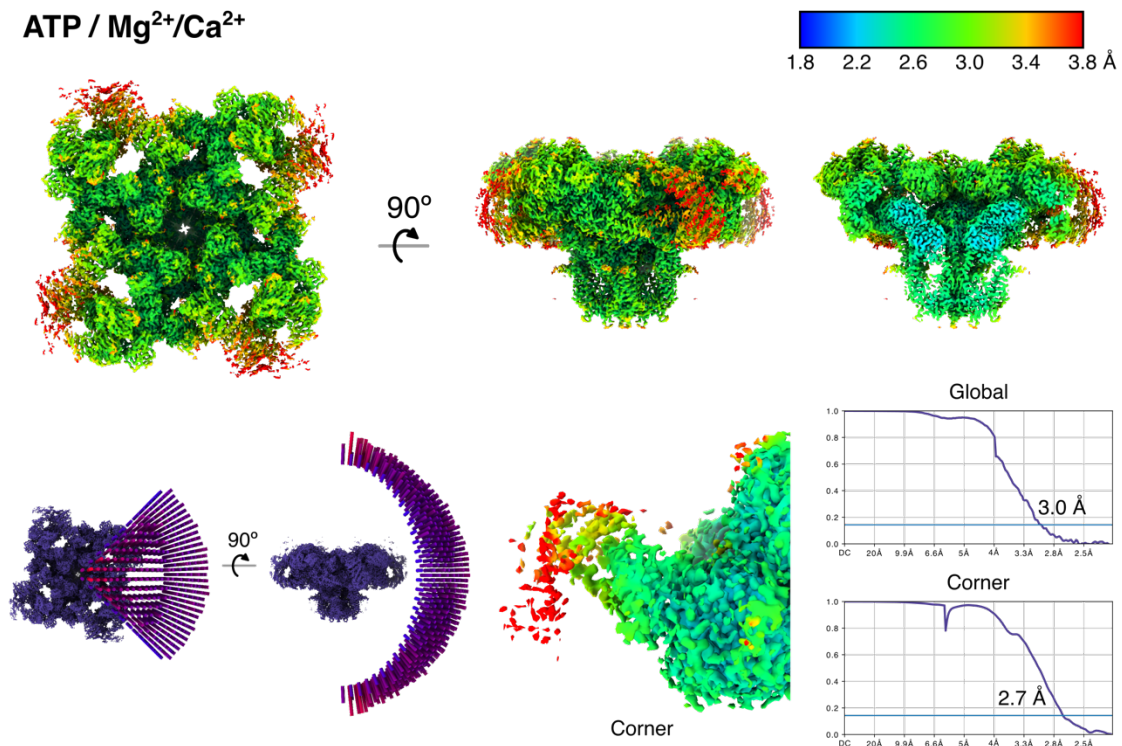 ATP / Mg²⁺/Ca²⁺
1.8 2.2 2.6 3.0 3.4 3.8 Å
90º
Global
1.0
0.8
0.6
0.4
0.2
0.0
3.0 Å
DC 20Å 9.9Å 6.6Å 5Å 4Å 3.3Å 2.8Å 2.5Å
90º
Corner
Corner
1.0
0.8
0.6
0.4
0.2
0.0
2.7 Å
DC 20Å 9.9Å 6.6Å 5Å 4Å 3.3Å 2.8Å 2.5Å